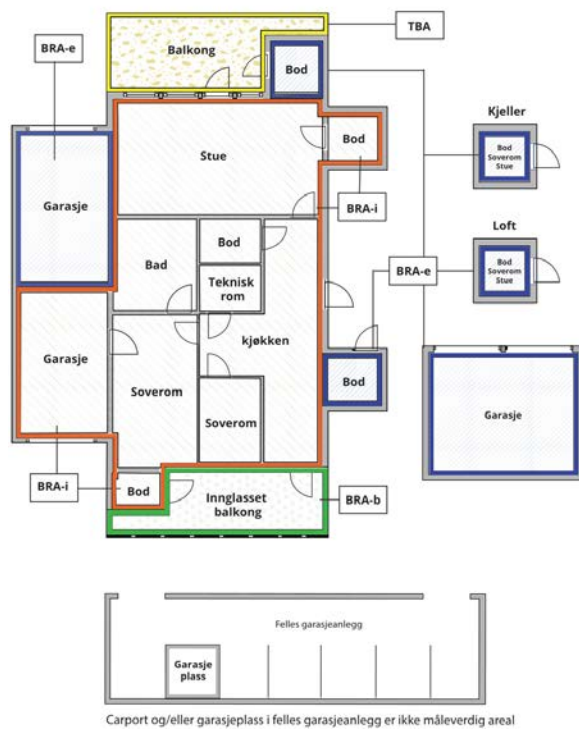 TBA
BRA-e
Balkong
Bod
Kjeller
Bod
Soverom
Stue
Stue
Bod
BRA-i
Garasje
Loft
Bod
Soverom
Stue
BRA-e
Bad
Bod
Teknisk
rom
kjøkken
Garasje
Soverom
Soverom
Bod
Garasje
BRA-i
Bod
Innglasset
balkong
BRA-b
Felles garasjeanlegg
Garasje
plass
Carport og/eller garasjeplass i felles garasjeanlegg er ikke måleverdig areal